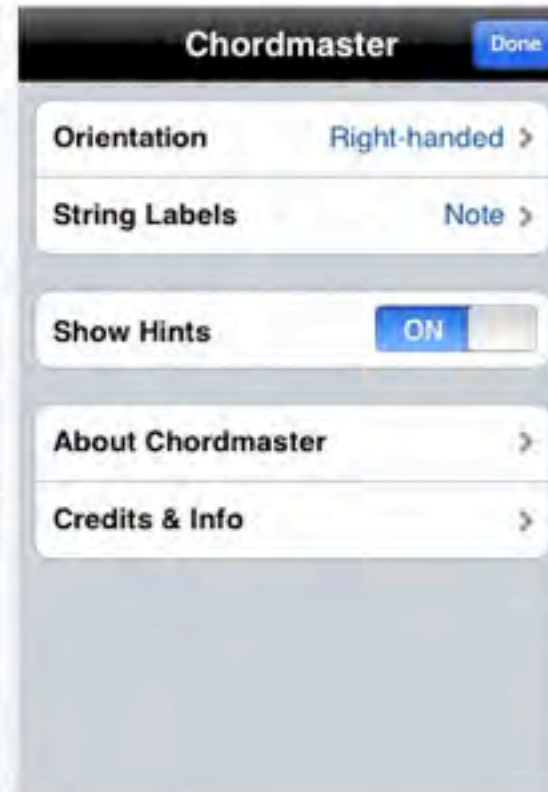 Chordmaster Done
Orientation Right-handed >
String Labels Note >
Show Hints ON
About Chordmaster >
Credits & Info >